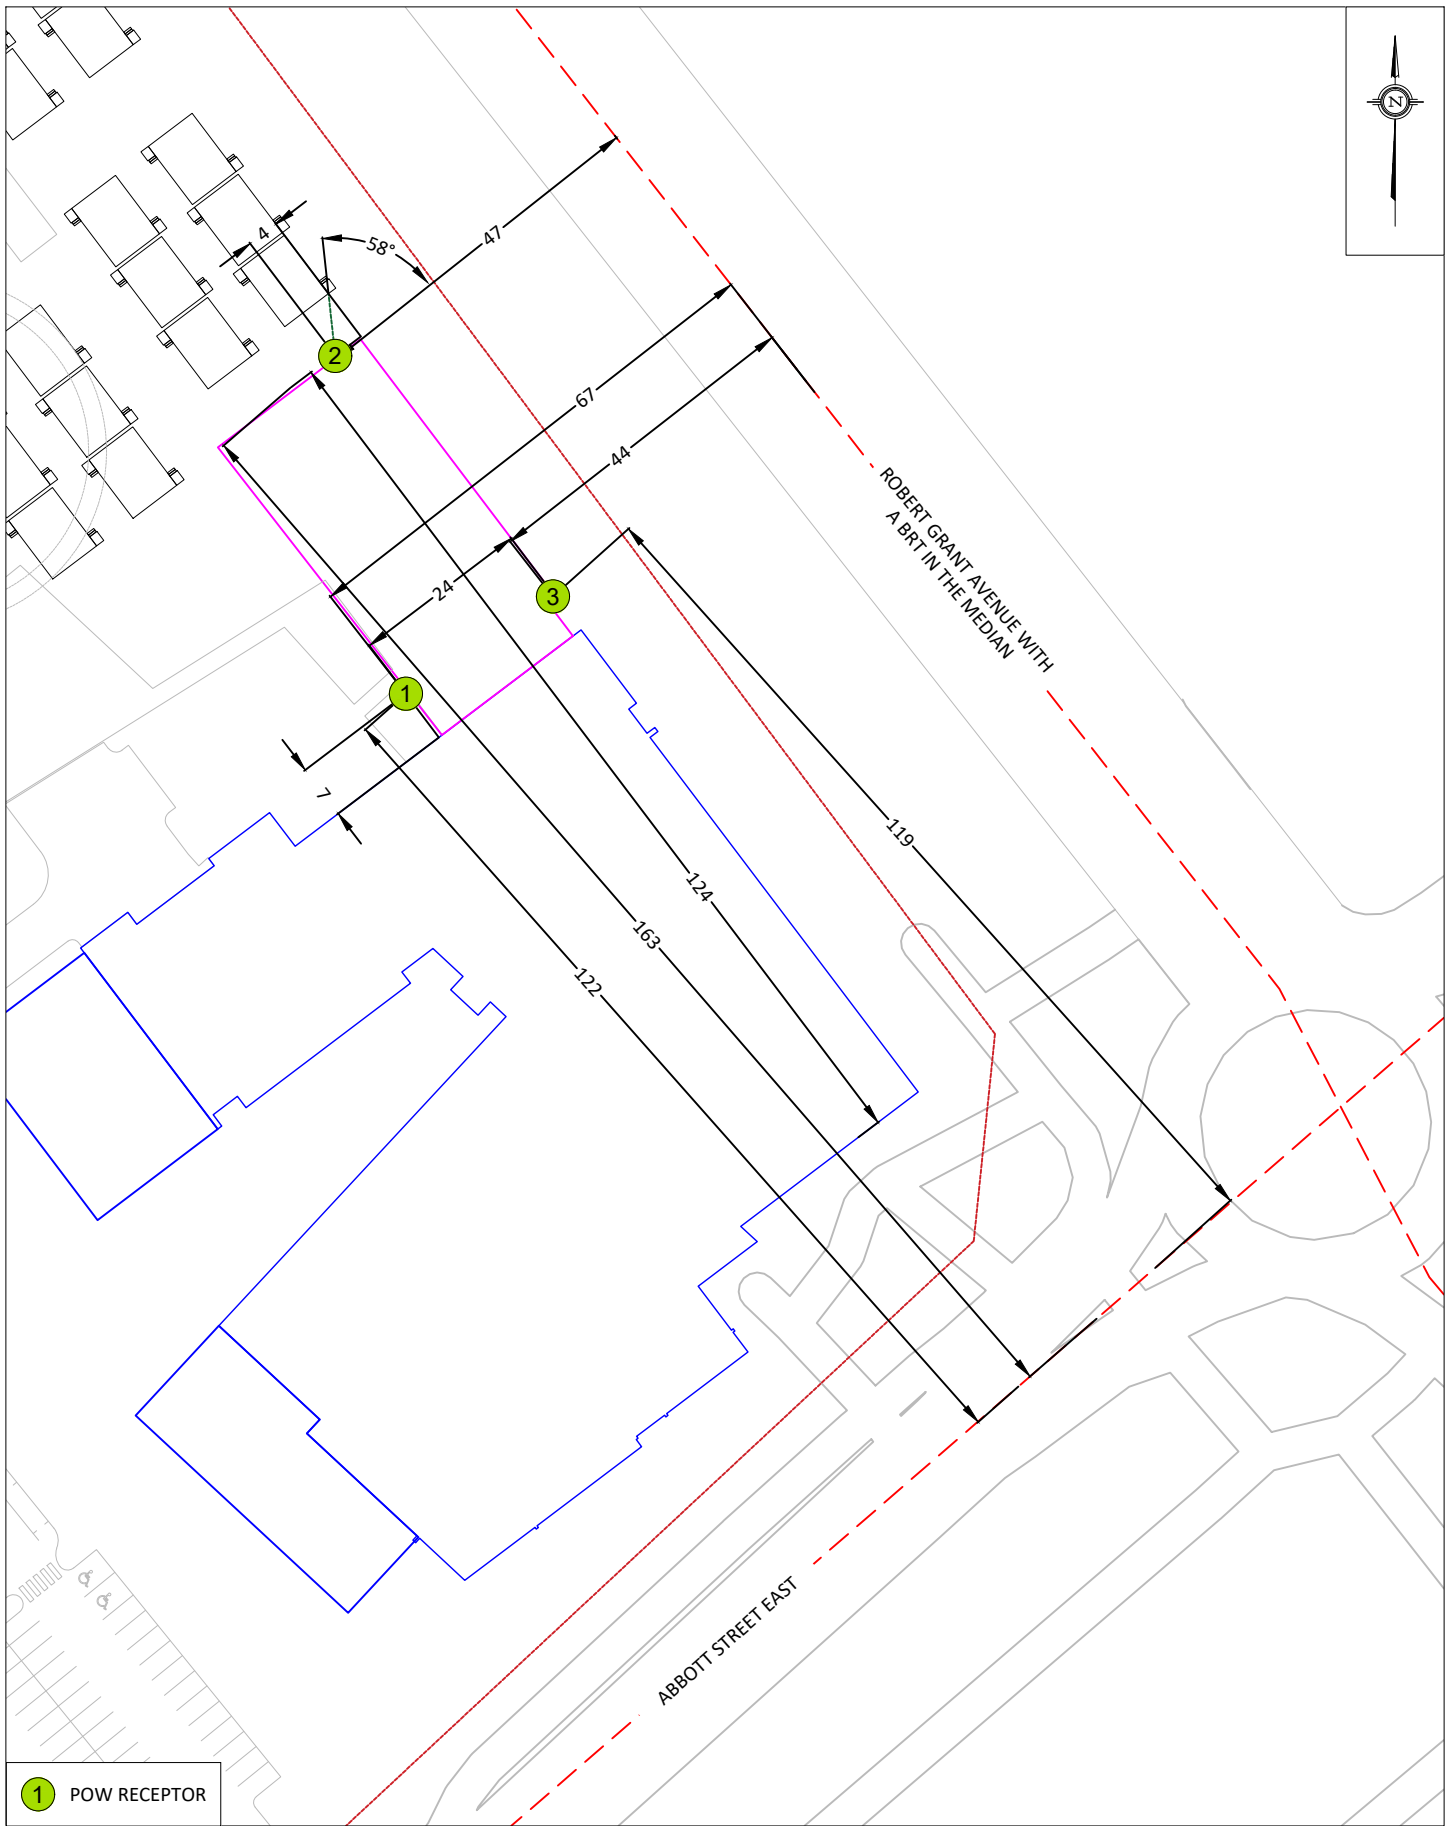 N
47
4
58°
2
67
44
ROBERT GRANT AVENUE WITH
A BRT IN THE MEDIAN
24
3
1
7
119
124
163
122
ABBOTT STREET EAST
1 POW RECEPTOR